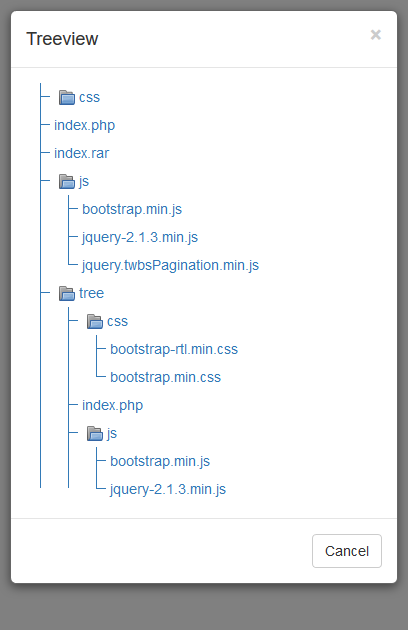 Treeview
×
css
index.php
index.rar
js
bootstrap.min.js
jquery-2.1.3.min.js
jquery.twbsPagination.min.js
tree
css
bootstrap-rtl.min.css
bootstrap.min.css
index.php
js
bootstrap.min.js
jquery-2.1.3.min.js
Cancel